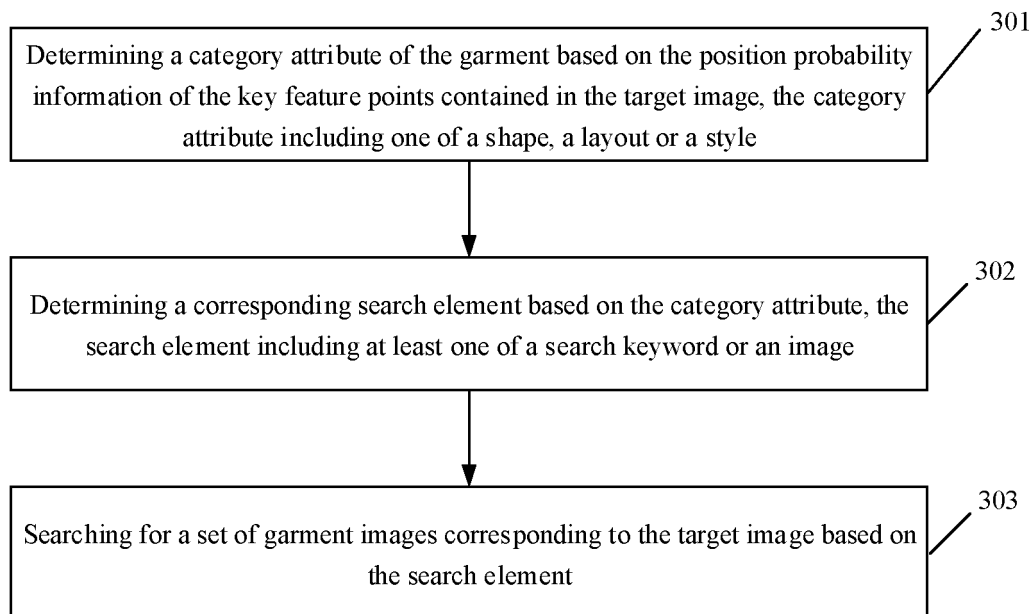 301
Determining a category attribute of the garment based on the position probability
information of the key feature points contained in the target image, the category
attribute including one of a shape, a layout or a style
302
Determining a corresponding search element based on the category attribute, the
search element including at least one of a search keyword or an image
303
Searching for a set of garment images corresponding to the target image based on
the search element